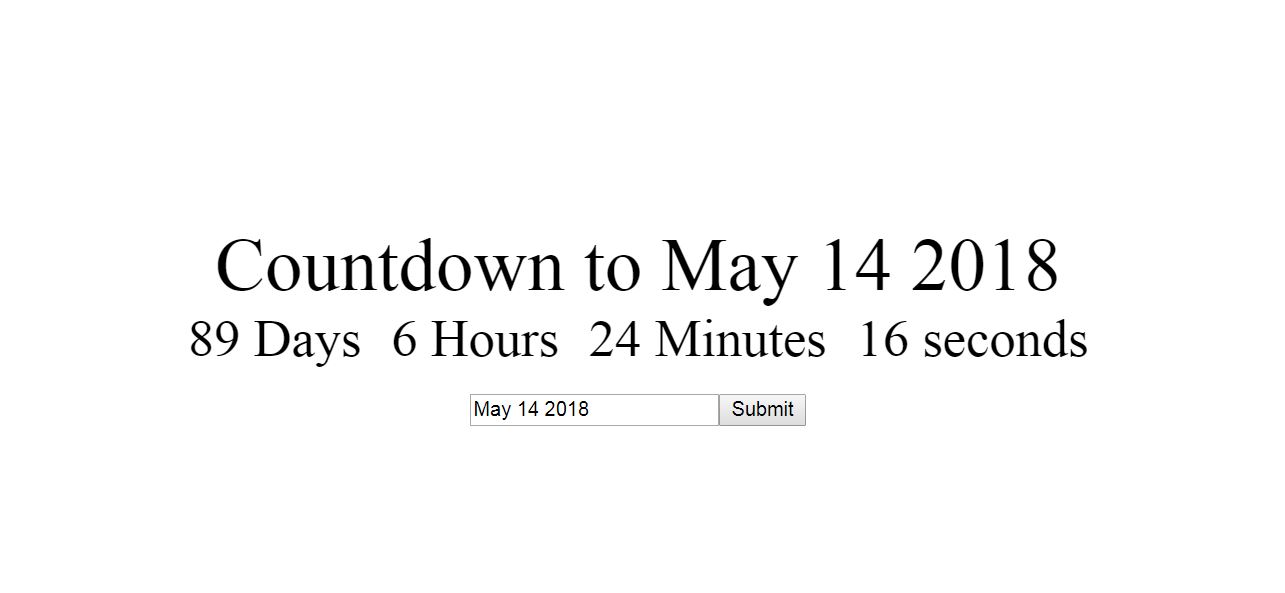 Countdown to May 14 2018
89 Days 6 Hours 24 Minutes 16 seconds
May 14 2018 Submit